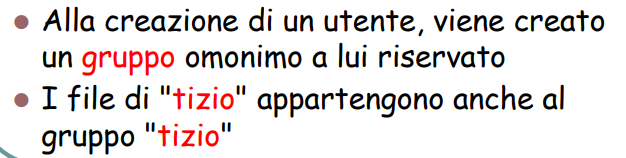 ● Alla creazione di un utente, viene creato
un gruppo omonimo a lui riservato
● I file di "tizio" appartengono anche al
gruppo "tizio"